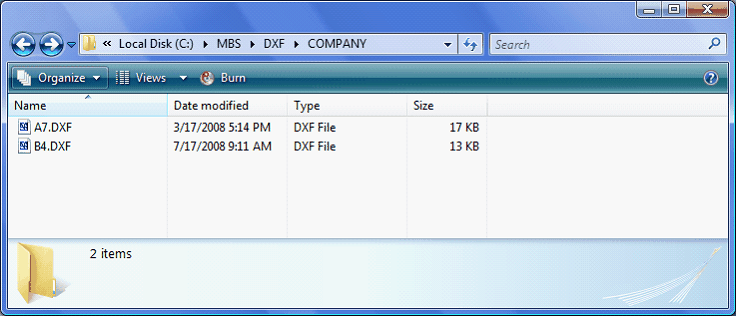 « Local Disk (C:) ▸ MBS ▸ DXF ▸ COMPANY Search
Organize Views Burn
Name Date modified Type Size
A7.DXF 3/17/2008 5:14 PM DXF File 17 KB
B4.DXF 7/17/2008 9:11 AM DXF File 13 KB
2 items